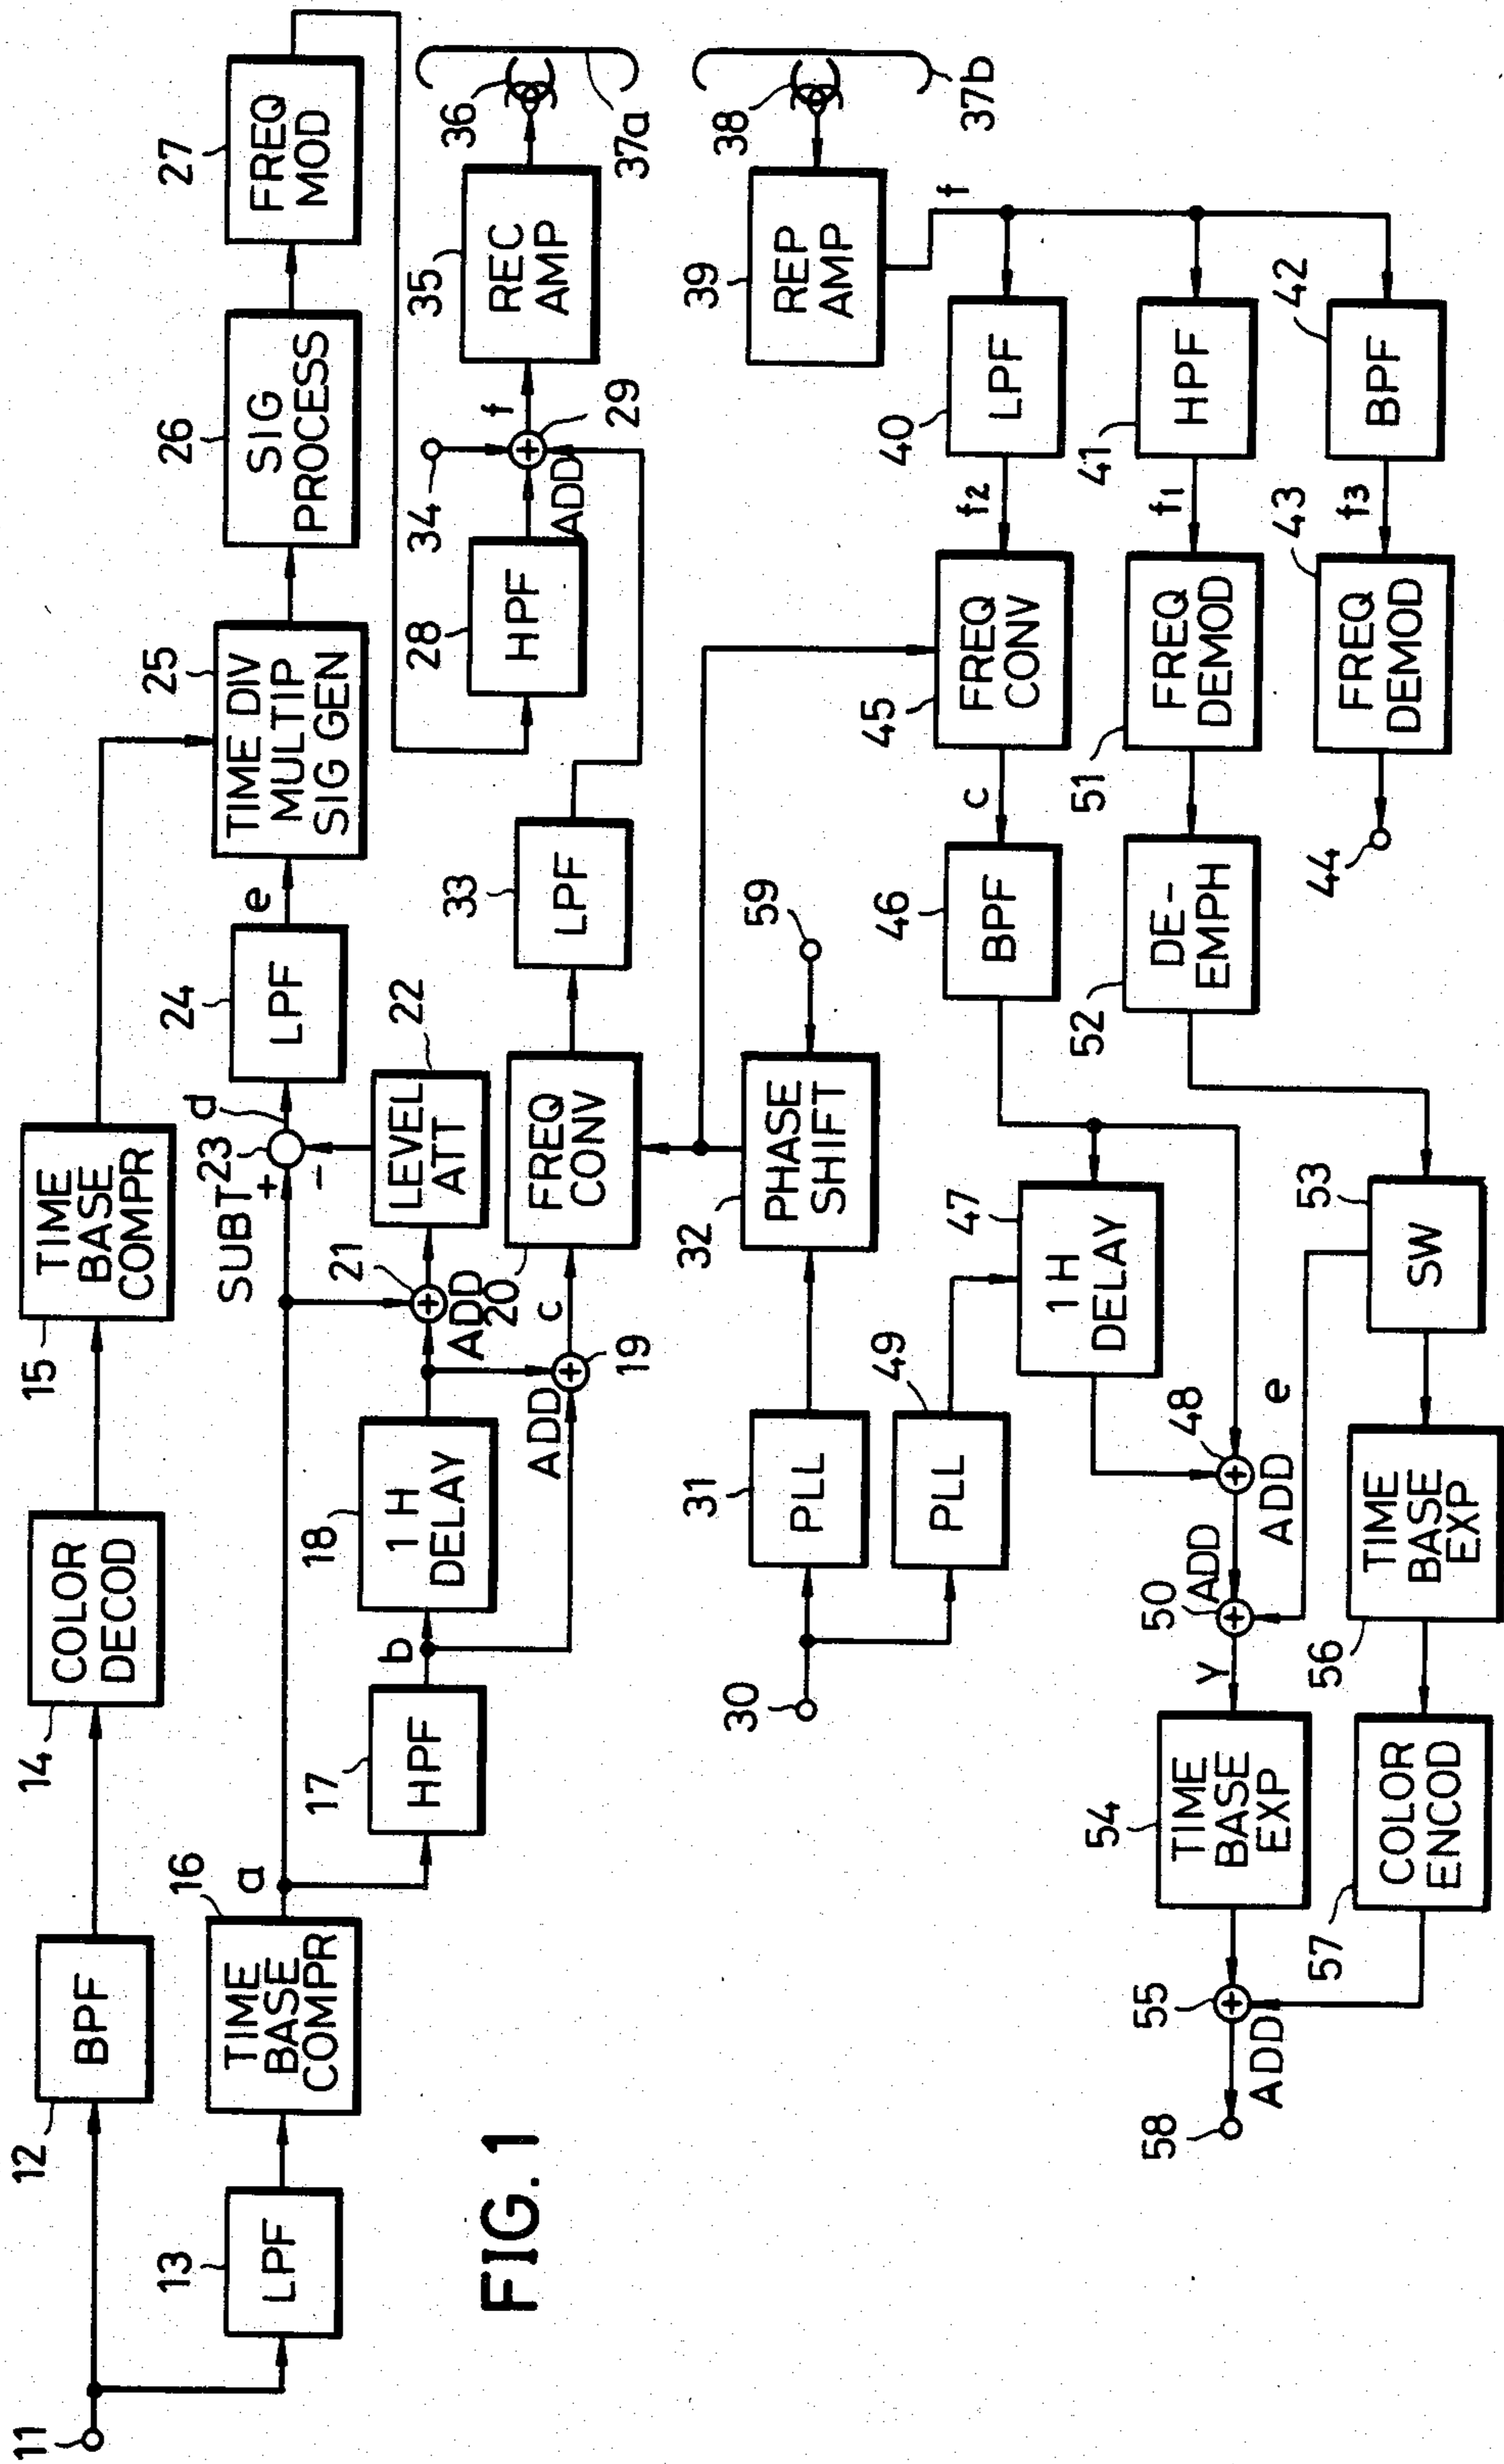 11
12
BPF
13
LPF
14
COLOR
DECOD
15
TIME
BASE
COMPR
16
TIME
BASE
COMPR
a
17
HPF
b
18
1 H
DELAY
ADD
19
c
20
FREQ
CONV
21
ADD
22
LEVEL
ATT
SUBT
23
+
−
d
24
LPF
e
25
TIME DIV
MULTIP
SIG GEN
26
SIG
PROCESS
27
FREQ
MOD
28
HPF
ADD
29
f
34
35
REC
AMP
36
37a
33
LPF
30
31
PLL
32
PHASE
SHIFT
59
49
PLL
37b
38
39
REP
AMP
f
40
LPF
f2
41
HPF
f1
42
BPF
f3
43
FREQ
DEMOD
44
45
FREQ
CONV
c
46
BPF
47
1 H
DELAY
48
ADD
51
FREQ
DEMOD
52
DE-
EMPH
53
SW
e
50
ADD
Y
54
TIME
BASE
EXP
55
ADD
56
TIME
BASE
EXP
57
COLOR
ENCOD
58
FIG. 1